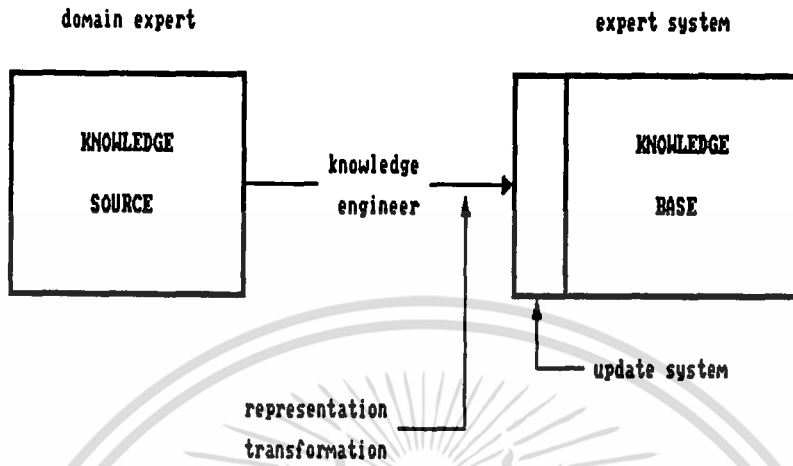 domain expert
expert system
KNOWLEDGE
SOURCE
knowledge
engineer
KNOWLEDGE
BASE
update system
representation
transformation